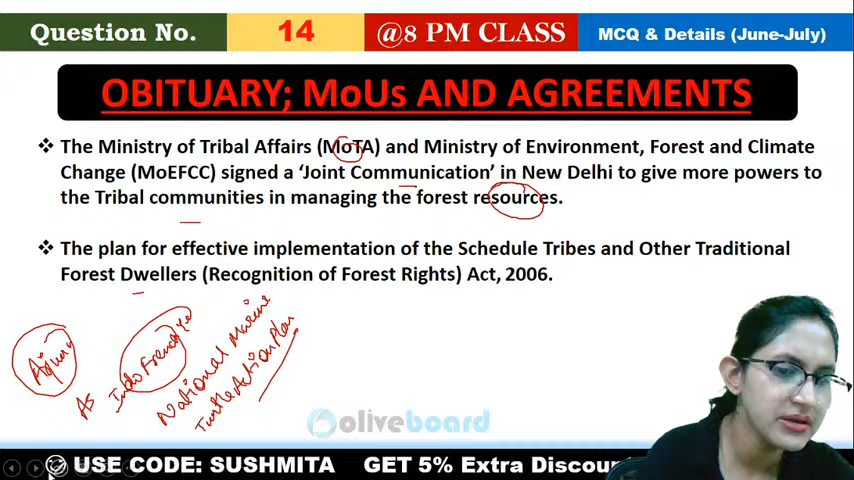 Question No.
14
@8 PM CLASS
MCQ & Details (June-July)
OBITUARY; MoUs AND AGREEMENTS
❖ The Ministry of Tribal Affairs (MoTA) and Ministry of Environment, Forest and Climate
Change (MoEFCC) signed a ‘Joint Communication’ in New Delhi to give more powers to
the Tribal communities in managing the forest resources.
❖ The plan for effective implementation of the Schedule Tribes and Other Traditional
Forest Dwellers (Recognition of Forest Rights) Act, 2006.
As
Indo French
National Marine
Turtle Action Plan
oliveboard
USE CODE: SUSHMITA
GET 5% Extra Discoun